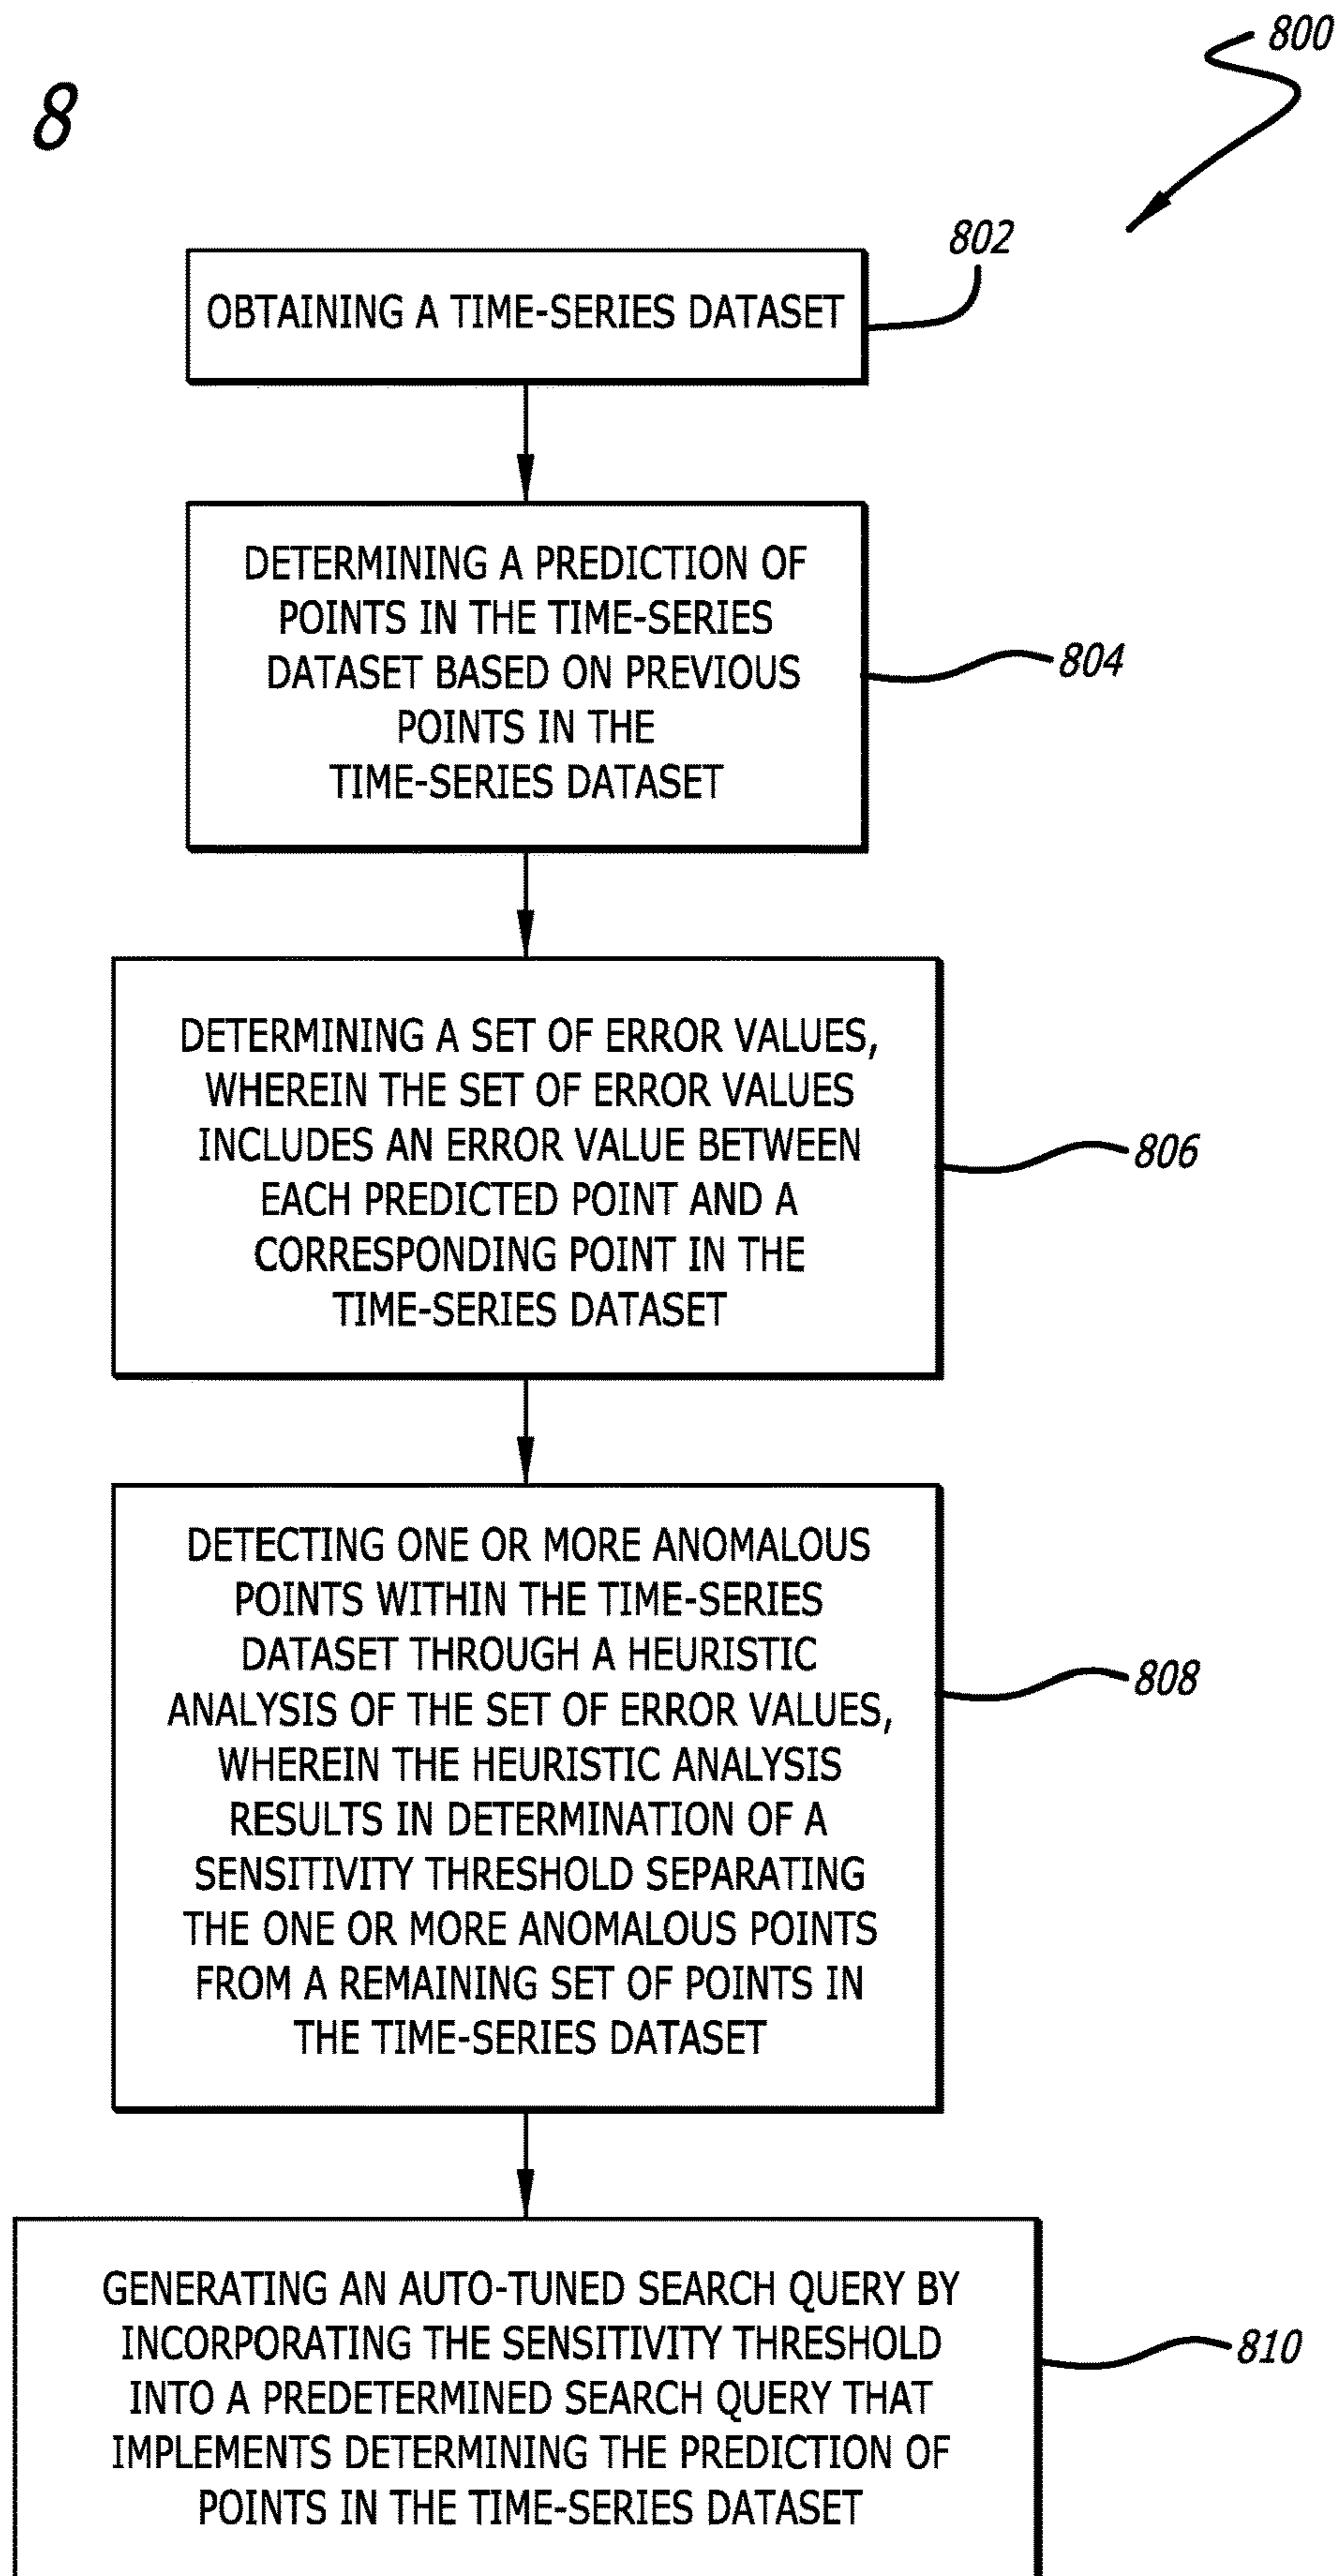 800
8
802
OBTAINING A TIME-SERIES DATASET
DETERMINING A PREDICTION OF
POINTS IN THE TIME-SERIES
DATASET BASED ON PREVIOUS
POINTS IN THE
TIME-SERIES DATASET
804
DETERMINING A SET OF ERROR VALUES,
WHEREIN THE SET OF ERROR VALUES
INCLUDES AN ERROR VALUE BETWEEN
EACH PREDICTED POINT AND A
CORRESPONDING POINT IN THE
TIME-SERIES DATASET
806
DETECTING ONE OR MORE ANOMALOUS
POINTS WITHIN THE TIME-SERIES
DATASET THROUGH A HEURISTIC
ANALYSIS OF THE SET OF ERROR VALUES,
WHEREIN THE HEURISTIC ANALYSIS
RESULTS IN DETERMINATION OF A
SENSITIVITY THRESHOLD SEPARATING
THE ONE OR MORE ANOMALOUS POINTS
FROM A REMAINING SET OF POINTS IN
THE TIME-SERIES DATASET
808
GENERATING AN AUTO-TUNED SEARCH QUERY BY
INCORPORATING THE SENSITIVITY THRESHOLD
INTO A PREDETERMINED SEARCH QUERY THAT
IMPLEMENTS DETERMINING THE PREDICTION OF
POINTS IN THE TIME-SERIES DATASET
810